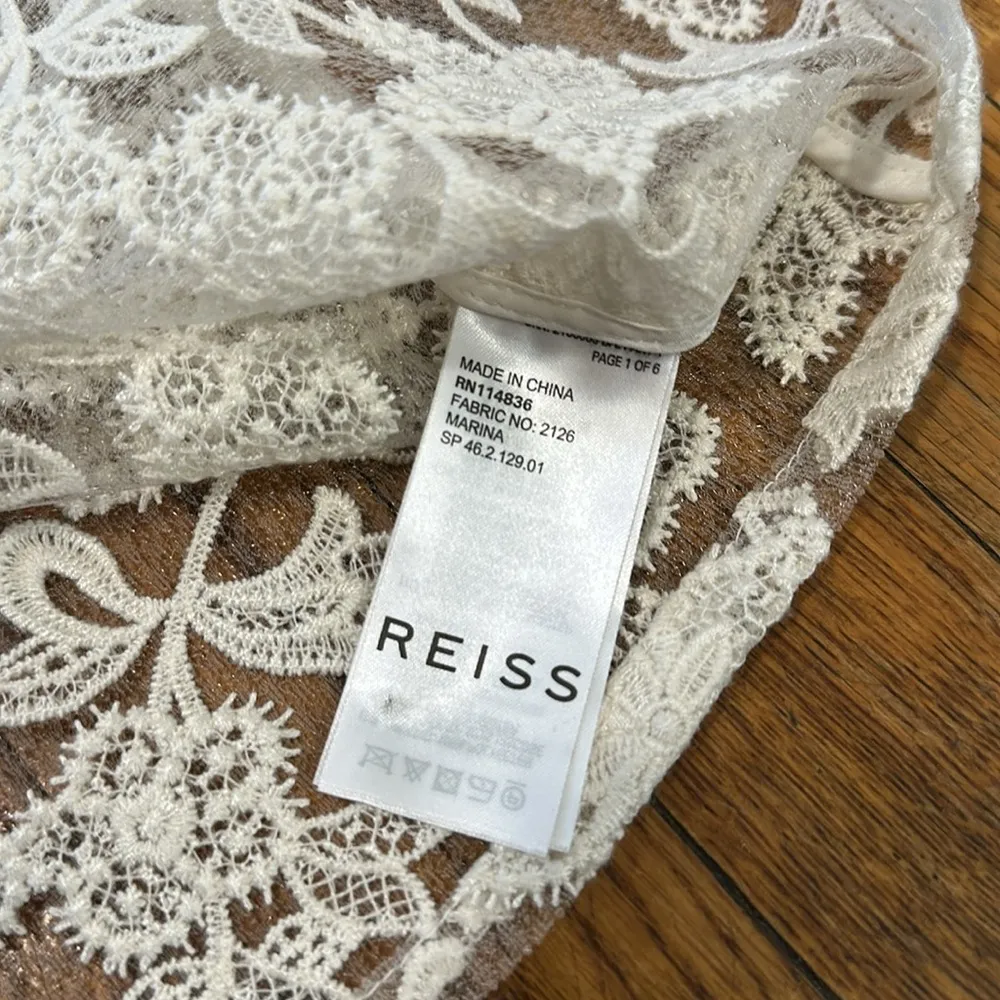 PAGE 1 OF 6
MADE IN CHINA
RN114836
FABRIC NO: 2126
MARINA
SP 46.2.129.01
REISS